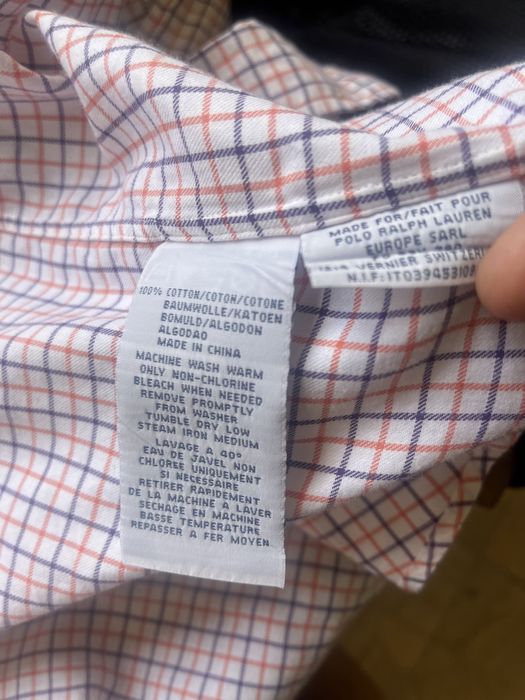 100% COTTON/COTON/COTONE
BAUMWOLLE/KATOEN
BOMULD/ALGODON
ALGODAO
MADE IN CHINA
MACHINE WASH WARM
ONLY NON-CHLORINE
BLEACH WHEN NEEDED
REMOVE PROMPTLY
FROM WASHER
TUMBLE DRY LOW
STEAM IRON MEDIUM
LAVAGE A 40°
EAU DE JAVEL NON
CHLOREE UNIQUEMENT
SI NECESSAIRE
RETIRER RAPIDEMENT
DE LA MACHINE A LAVER
SECHAGE EN MACHINE
BASSE TEMPERATURE
REPASSER A FER MOYEN
MADE FOR/FAIT POUR
POLO RALPH LAUREN
EUROPE SARL
VERNIER SWITZERL
N.I.F:IT03945310